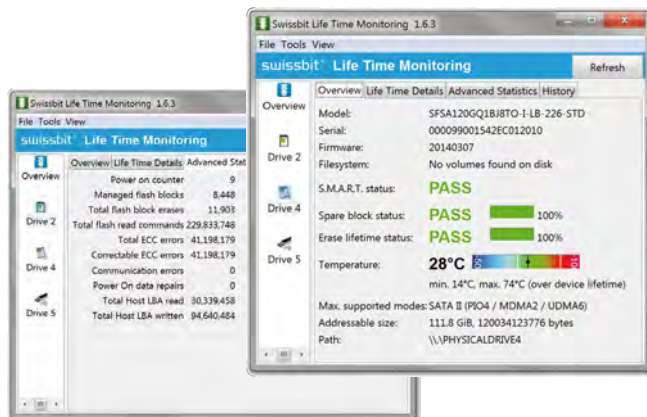 Swissbit Life Time Monitoring 1.6.3
File Tools View
swissbit® Life Time Monitoring
Refresh
Overview
Drive 2
Drive 4
Drive 5
Overview Life Time Details Advanced Statistics History
Model: SFSA120GQ1BJ8TO-I-LB-226-STD
Serial: 000099001542EC012010
Firmware: 20140307
Filesystem: No volumes found on disk
S.M.A.R.T. status: PASS
Spare block status: PASS 100%
Erase lifetime status: PASS 100%
Temperature: 28°C
min. 14°C, max. 74°C (over device lifetime)
Max. supported modes: SATA II (PIO4 / MDMA2 / UDMA6)
Addressable size: 111.8 GiB, 120034123776 bytes
Path: \\.\PHYSICALDRIVE4
Swissbit Life Time Monitoring 1.6.3
File Tools View
swissbit® Life Time Monitoring
Overview
Drive 2
Drive 4
Drive 5
Overview Life Time Details Advanced Stat
Power on counter 9
Managed flash blocks 8,448
Total flash block erases 11,903
Total flash read commands 229,833,748
Total ECC errors 41,198,179
Correctable ECC errors 41,198,179
Communication errors 0
Power On data repairs 0
Total Host LBA read 30,339,458
Total Host LBA written 94,640,484